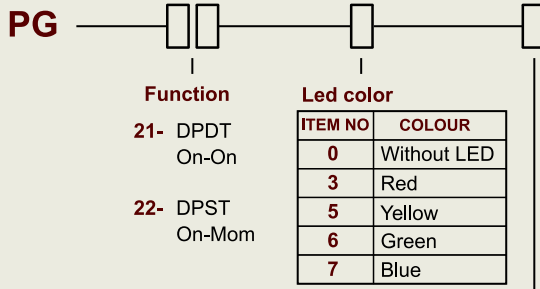 PG
Function
21- DPDT
On-On
22- DPST
On-Mom
Led color
ITEM NO COLOUR
0 Without LED
3 Red
5 Yellow
6 Green
7 Blue